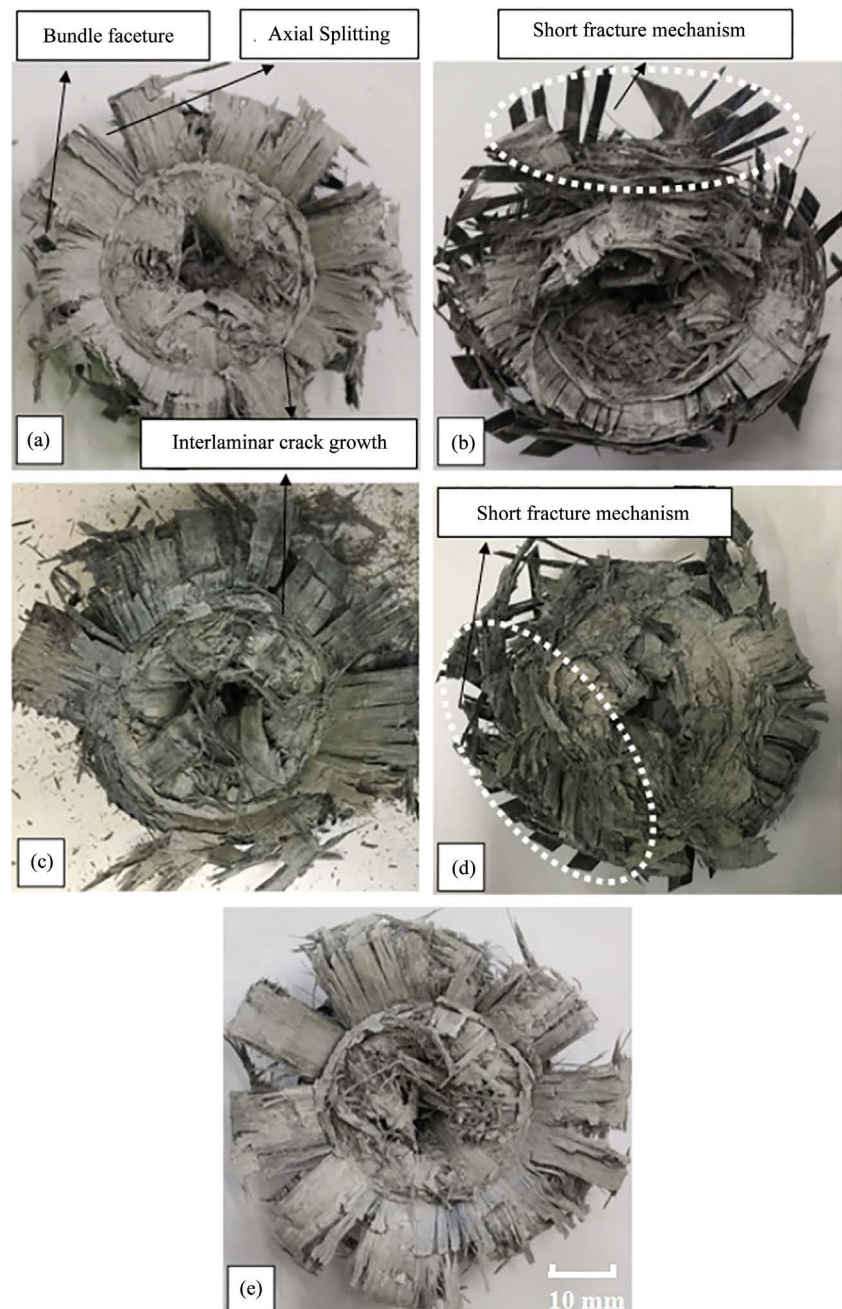 Bundle faceture
Axial Splitting
Short fracture mechanism
(a)
(b)
Interlaminar crack growth
Short fracture mechanism
(c)
(d)
(e)
10 mm